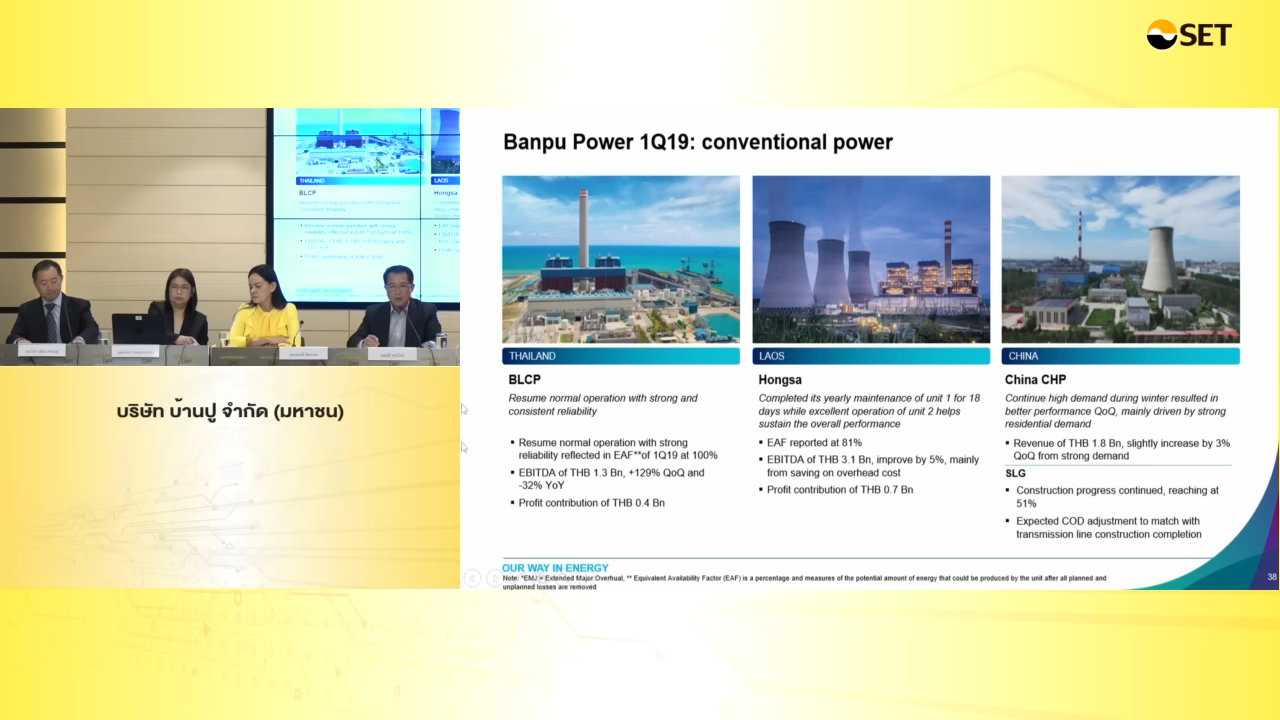 SET
Banpu Power 1Q19: conventional power
THAILAND
BLCP
Resume normal operation with strong and
consistent reliability
▪ Resume normal operation with strong
reliability reflected in EAF**of 1Q19 at 100%
▪ EBITDA of THB 1.3 Bn, +129% QoQ and
-32% YoY
▪ Profit contribution of THB 0.4 Bn
LAOS
Hongsa
Completed its yearly maintenance of unit 1 for 18
days while excellent operation of unit 2 helps
sustain the overall performance
▪ EAF reported at 81%
▪ EBITDA of THB 3.1 Bn, improve by 5%, mainly
from saving on overhead cost
▪ Profit contribution of THB 0.7 Bn
CHINA
China CHP
Continue high demand during winter resulted in
better performance QoQ, mainly driven by strong
residential demand
▪ Revenue of THB 1.8 Bn, slightly increase by 3%
QoQ from strong demand
SLG
▪ Construction progress continued, reaching at
51%
▪ Expected COD adjustment to match with
transmission line construction completion
OUR WAY IN ENERGY
Note: *EMJ = Extended Major Overhual, ** Equivalent Availability Factor (EAF) is a percentage and measures of the potential amount of energy that could be produced by the unit after all planned and
unplanned losses are removed
38
THAILAND
BLCP
LAOS
Hongsa
บริษัท บ้านปู จำกัด (มหาชน)